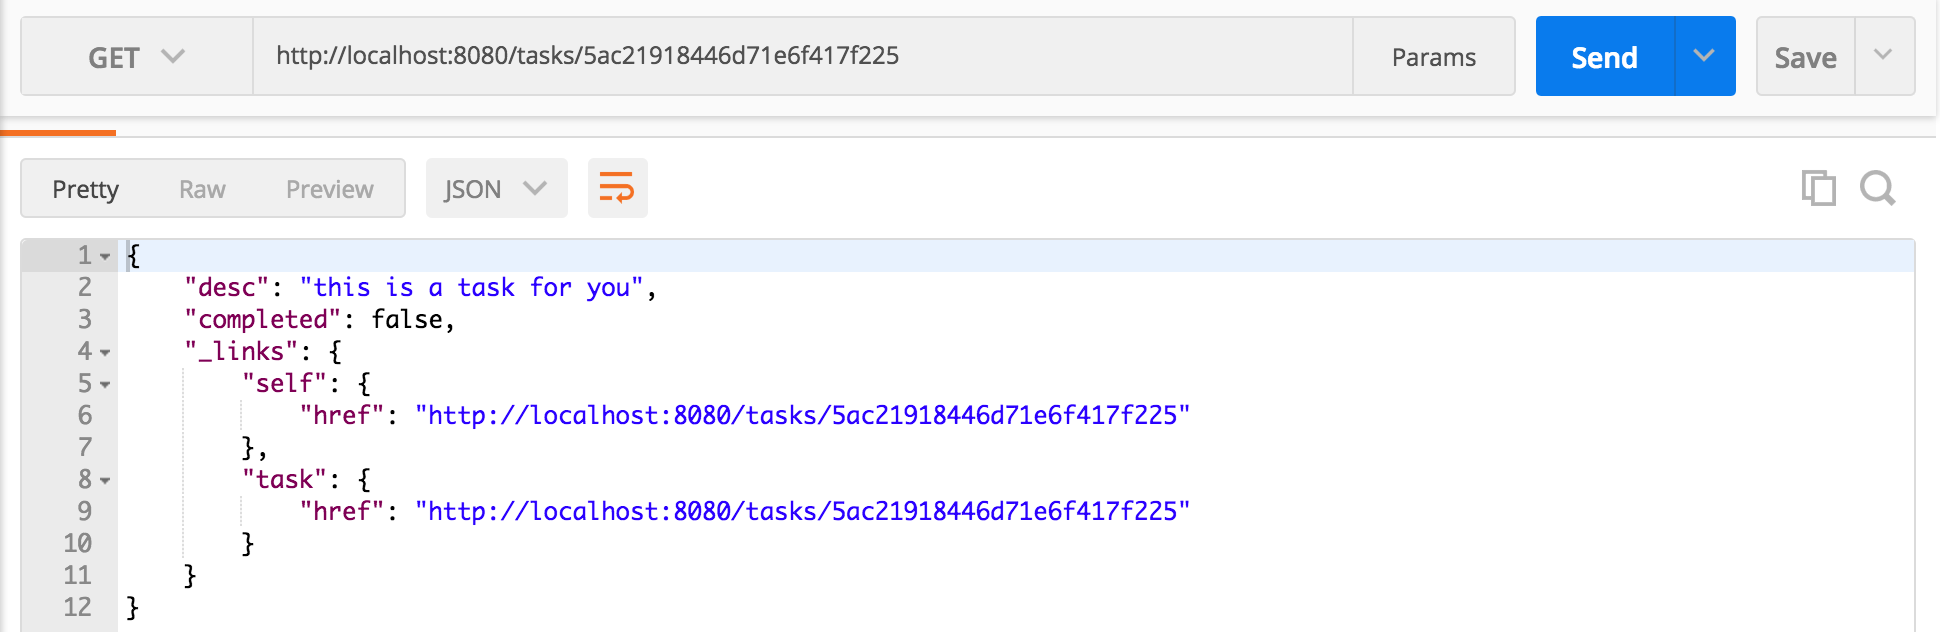 GET http://localhost:8080/tasks/5ac21918446d71e6f417f225 Params Send Save
Pretty Raw Preview JSON
1 {
2     "desc": "this is a task for you",
3     "completed": false,
4     "_links": {
5         "self": {
6             "href": "http://localhost:8080/tasks/5ac21918446d71e6f417f225"
7         },
8         "task": {
9             "href": "http://localhost:8080/tasks/5ac21918446d71e6f417f225"
10         }
11     }
12 }